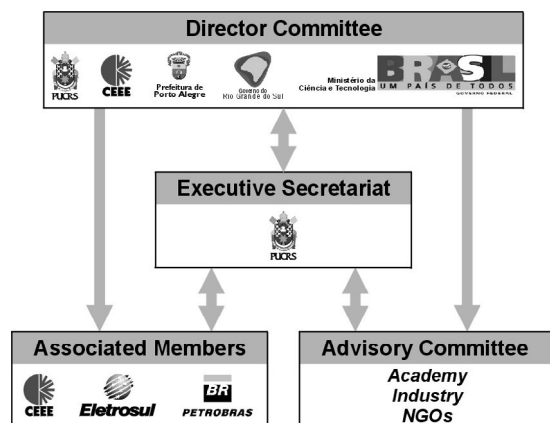 Director Committee
PUCRS
CEEE
Prefeitura de
Porto Alegre
Governo do
Rio Grande do Sul
Ministério da
Ciência e Tecnologia
BRASIL
UM PAÍS DE TODOS
GOVERNO FEDERAL
Executive Secretariat
PUCRS
Associated Members
CEEE
Eletrosul
BR
PETROBRAS
Advisory Committee
Academy
Industry
NGOs